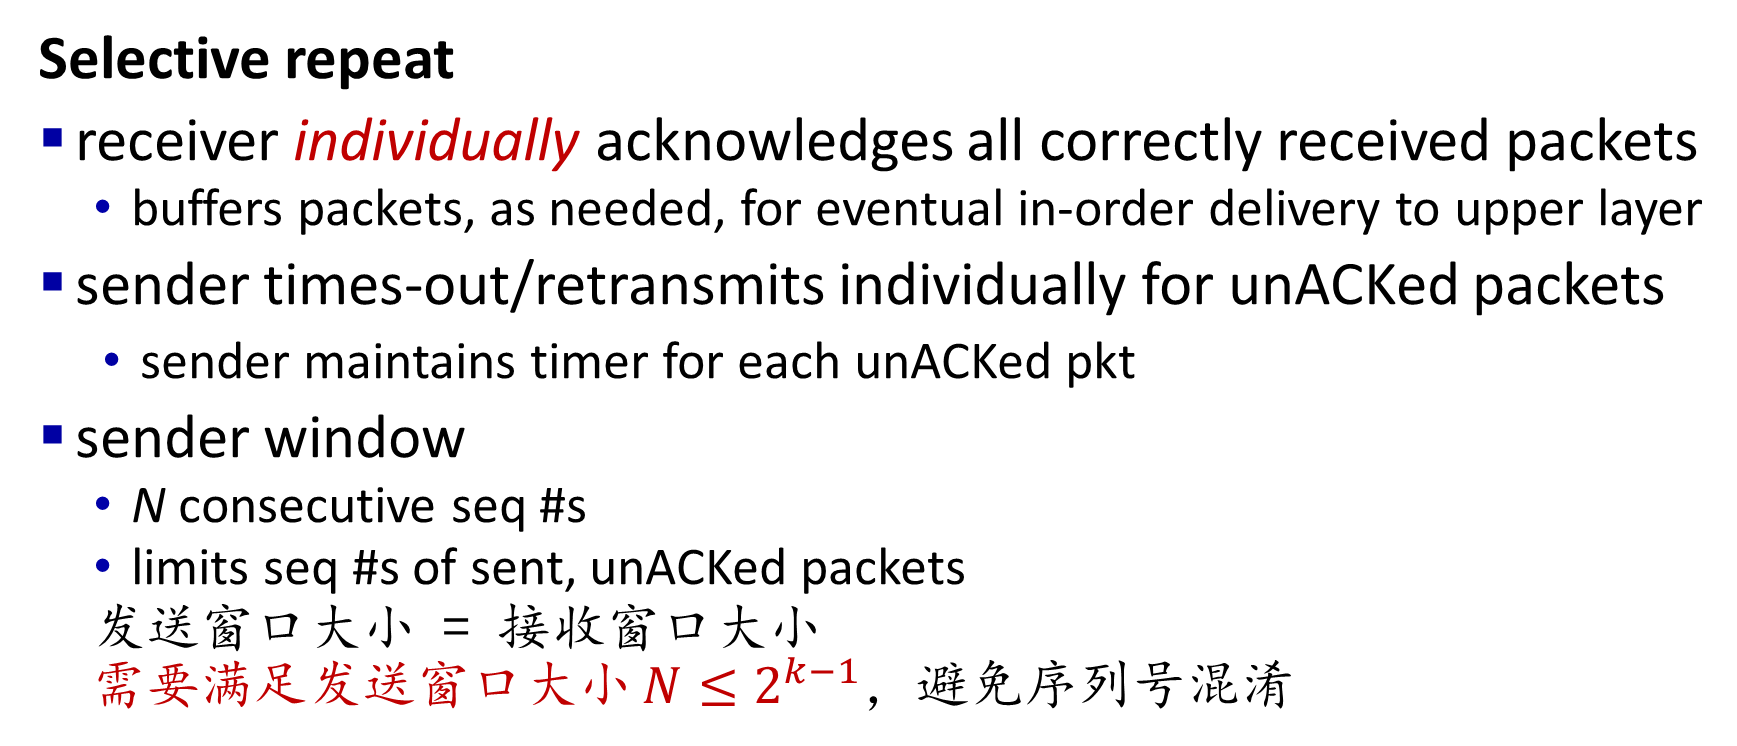 Selective repeat
▪ receiver individually acknowledges all correctly received packets
• buffers packets, as needed, for eventual in-order delivery to upper layer
▪ sender times-out/retransmits individually for unACKed packets
• sender maintains timer for each unACKed pkt
▪ sender window
• N consecutive seq #s
• limits seq #s of sent, unACKed packets
发送窗口大小 = 接收窗口大小
需要满足发送窗口大小 N ≤ 2^{k−1}，避免序列号混淆